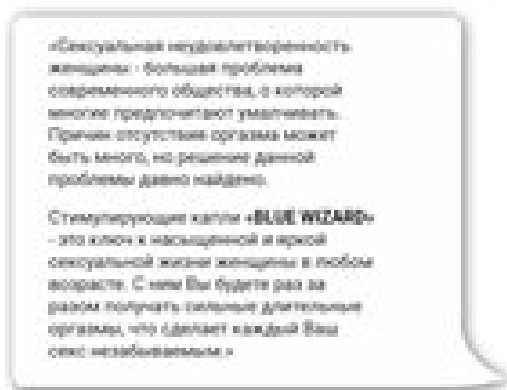 «Сексуальная неудовлетворенность
женщины - большая проблема
современного общества, о которой
многие предпочитают умалчивать.
Причин отсутствия оргазма может
быть много, но решение данной
проблемы давно найдено.
Стимулирующие капли «BLUE WIZARD»
- это ключ к насыщенной и яркой
сексуальной жизни женщины в любом
возрасте. С ним Вы будете раз за
разом получать сильные длительные
оргазмы, что сделает каждый Ваш
секс незабываемым.»